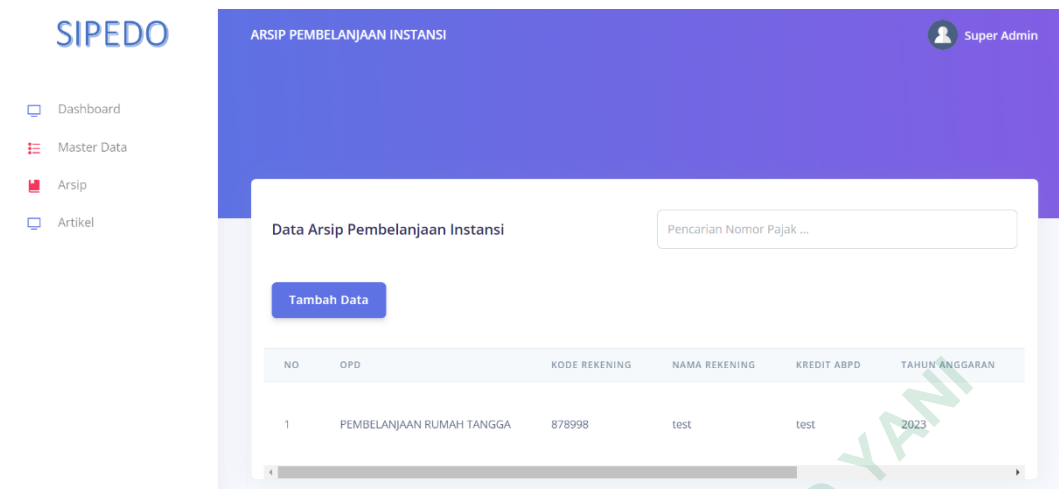 SIPEDO
ARSIP PEMBELANJAAN INSTANSI
Super Admin
Dashboard
Master Data
Arsip
Artikel
Data Arsip Pembelanjaan Instansi
Pencarian Nomor Pajak ...
Tambah Data
NO OPD KODE REKENING NAMA REKENING KREDIT ABPD TAHUN ANGGARAN
1 PEMBELANJAAN RUMAH TANGGA 878998 test test 2023
YANI